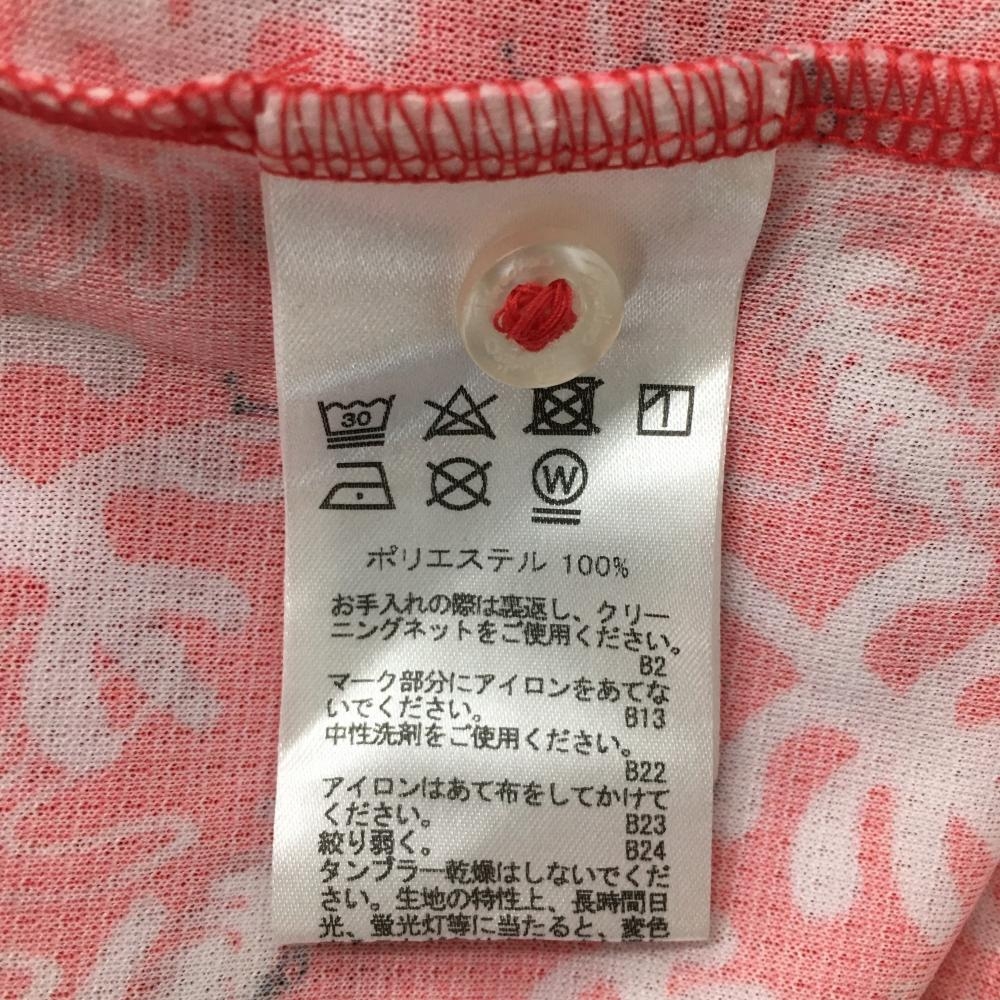 30
W
ポリエステル 100%
お手入れの際は裏返し、クリー
ニングネットをご使用ください。
B2
マーク部分にアイロンをあてな
いでください。 B13
中性洗剤をご使用ください。
B22
アイロンはあて布をしてかけて
ください。 B23
絞り弱く。 B24
タンブラー乾燥はしないでくだ
さい。生地の特性上、長時間日
光、蛍光灯等に当たると、変色